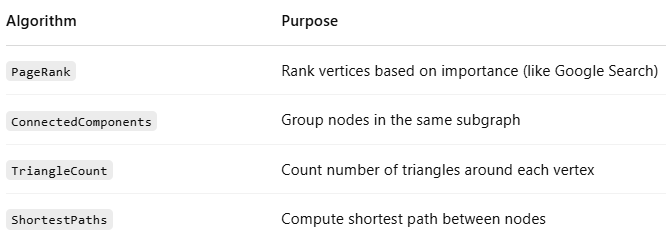 Algorithm Purpose
PageRank Rank vertices based on importance (like Google Search)
ConnectedComponents Group nodes in the same subgraph
TriangleCount Count number of triangles around each vertex
ShortestPaths Compute shortest path between nodes